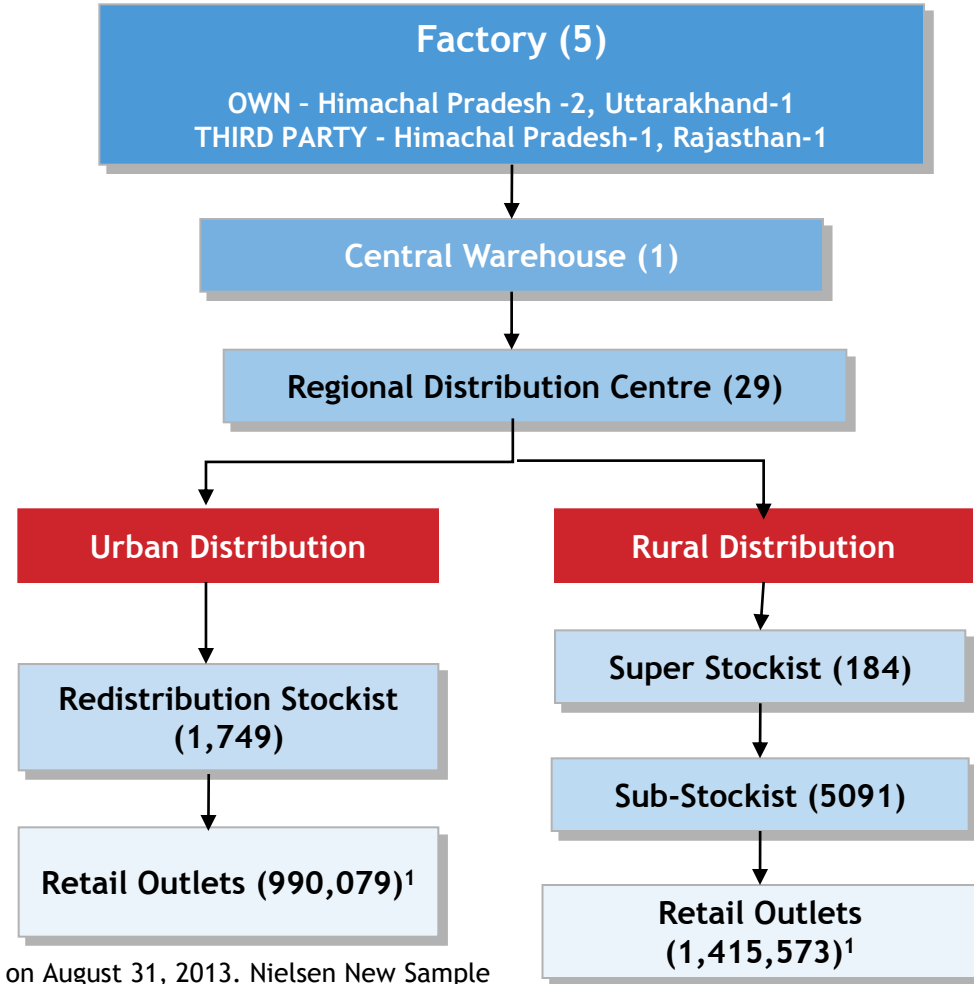 Factory (5)
OWN – Himachal Pradesh -2, Uttarakhand-1
THIRD PARTY - Himachal Pradesh-1, Rajasthan-1
Central Warehouse (1)
Regional Distribution Centre (29)
Urban Distribution
Redistribution Stockist
(1,749)
Retail Outlets (990,079)¹
Rural Distribution
Super Stockist (184)
Sub-Stockist (5091)
Retail Outlets
(1,415,573)¹
on August 31, 2013. Nielsen New Sample